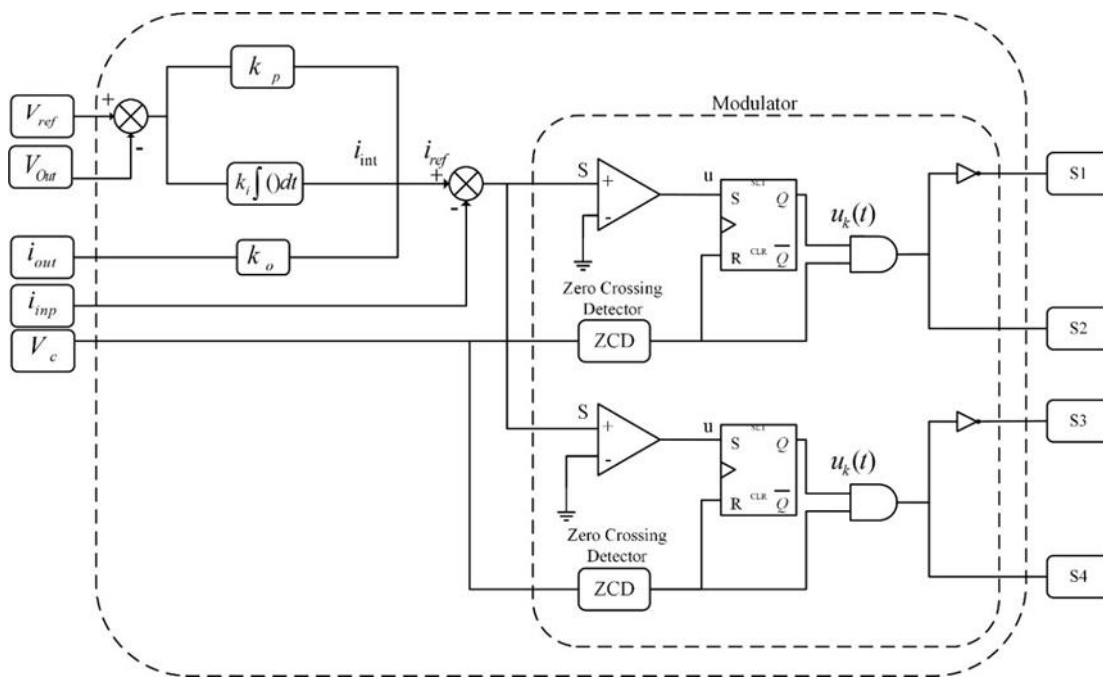 V_ref
V_Out
i_out
i_inp
V_c
+
-
k_p
k_i∫()dt
k_o
i_int
i_ref
+
-
Modulator
S
+
-
u
S
Q
R
CLR
Q̅
u_k(t)
Zero Crossing
Detector
ZCD
S
+
-
u
S
Q
R
CLR
Q̅
u_k(t)
Zero Crossing
Detector
ZCD
S1
S2
S3
S4